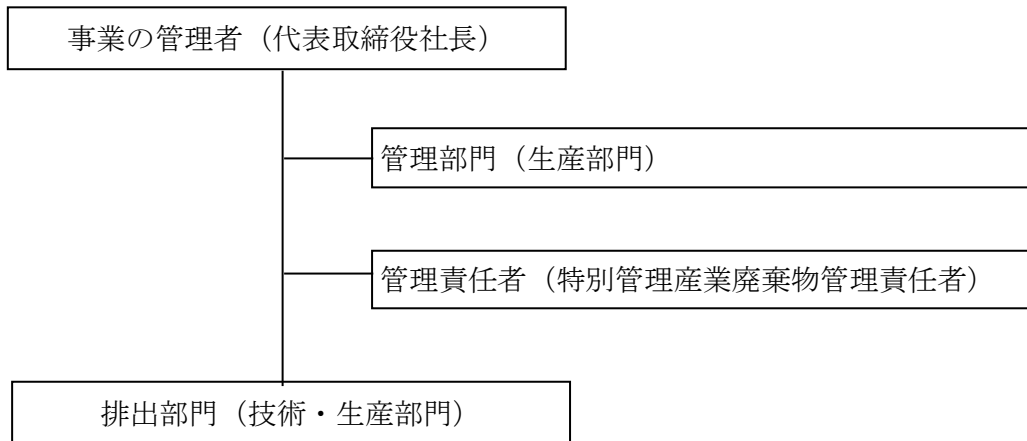 事業の管理者（代表取締役社長）
管理部門（生産部門）
管理責任者（特別管理産業廃棄物管理責任者）
排出部門（技術・生産部門）